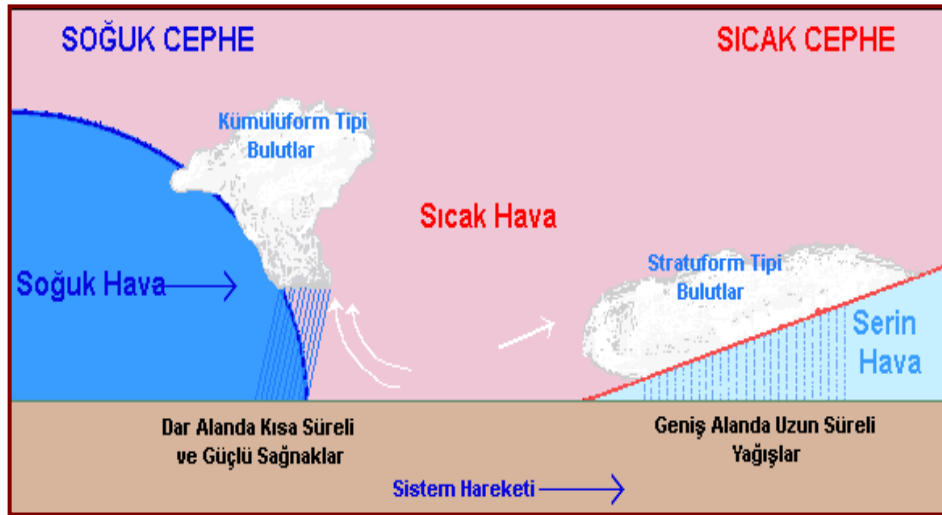 SOĞUK CEPHE
SICAK CEPHE
Kümülüform Tipi
Bulutlar
Sıcak Hava
Soğuk Hava
Stratuform Tipi
Bulutlar
Serin
Hava
Dar Alanda Kısa Süreli
ve Güçlü Sağnaklar
Geniş Alanda Uzun Süreli
Yağışlar
Sistem Hareketi